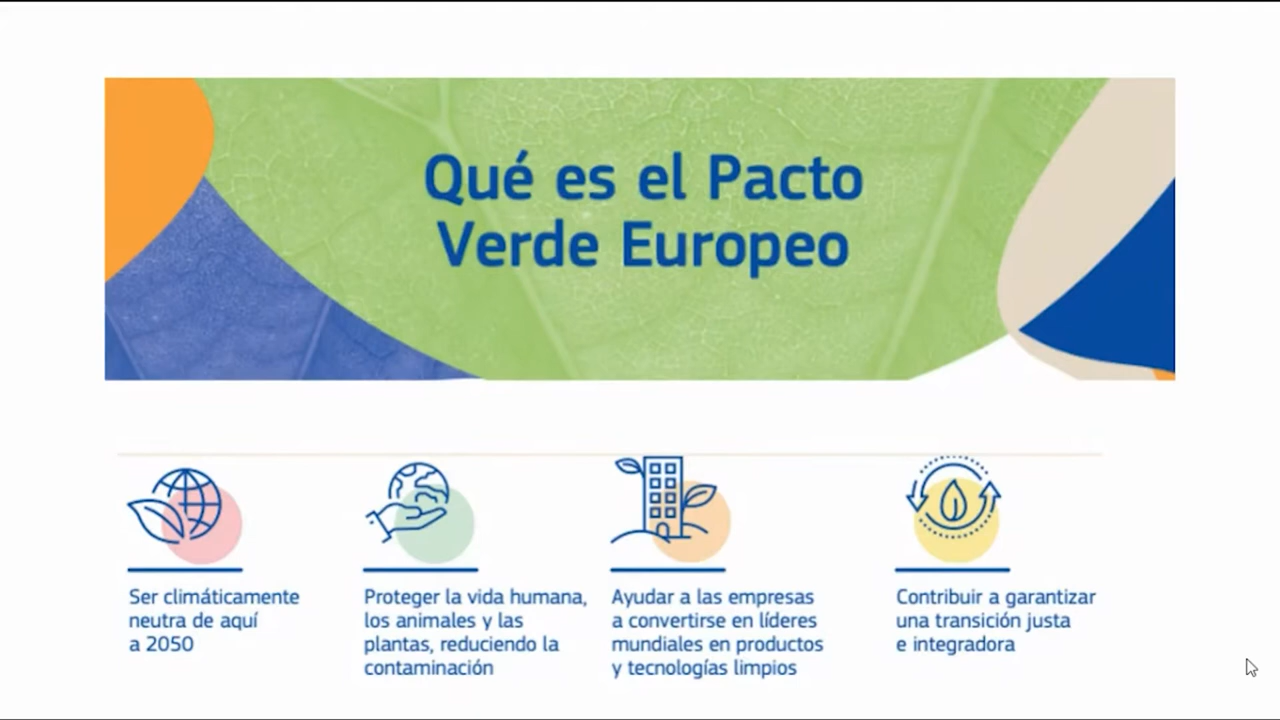 Qué es el Pacto
Verde Europeo
Ser climáticamente
neutra de aquí
a 2050
Proteger la vida humana,
los animales y las
plantas, reduciendo la
contaminación
Ayudar a las empresas
a convertirse en líderes
mundiales en productos
y tecnologías limpios
Contribuir a garantizar
una transición justa
e integradora